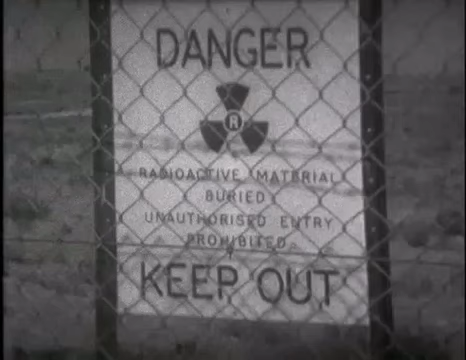 DANGER
R
RADIOACTIVE MATERIAL
BURIED
UNAUTHORISED ENTRY
PROHIBITED
KEEP OUT